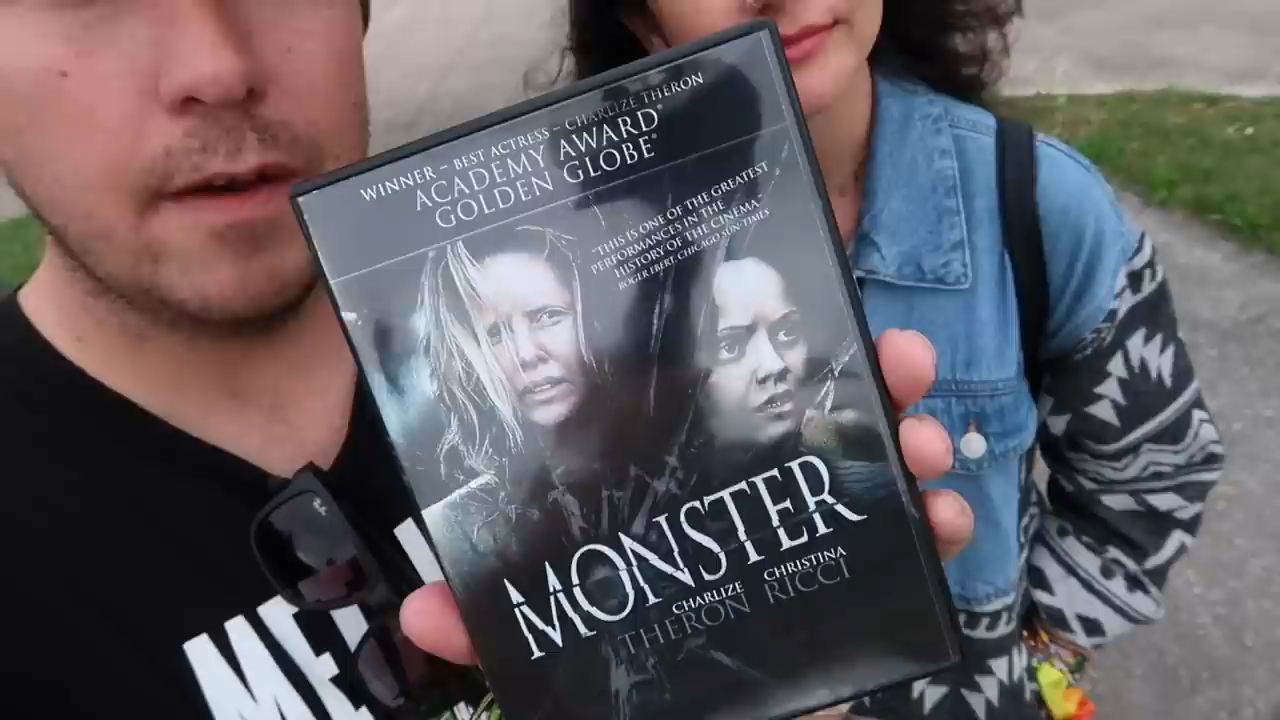 WINNER – BEST ACTRESS – CHARLIZE THERON
ACADEMY AWARD®
GOLDEN GLOBE®
"THIS IS ONE OF THE GREATEST
PERFORMANCES IN THE
HISTORY OF THE CINEMA."
ROGER EBERT, CHICAGO SUN-TIMES
MONSTER
CHARLIZE CHRISTINA
THERON RICCI